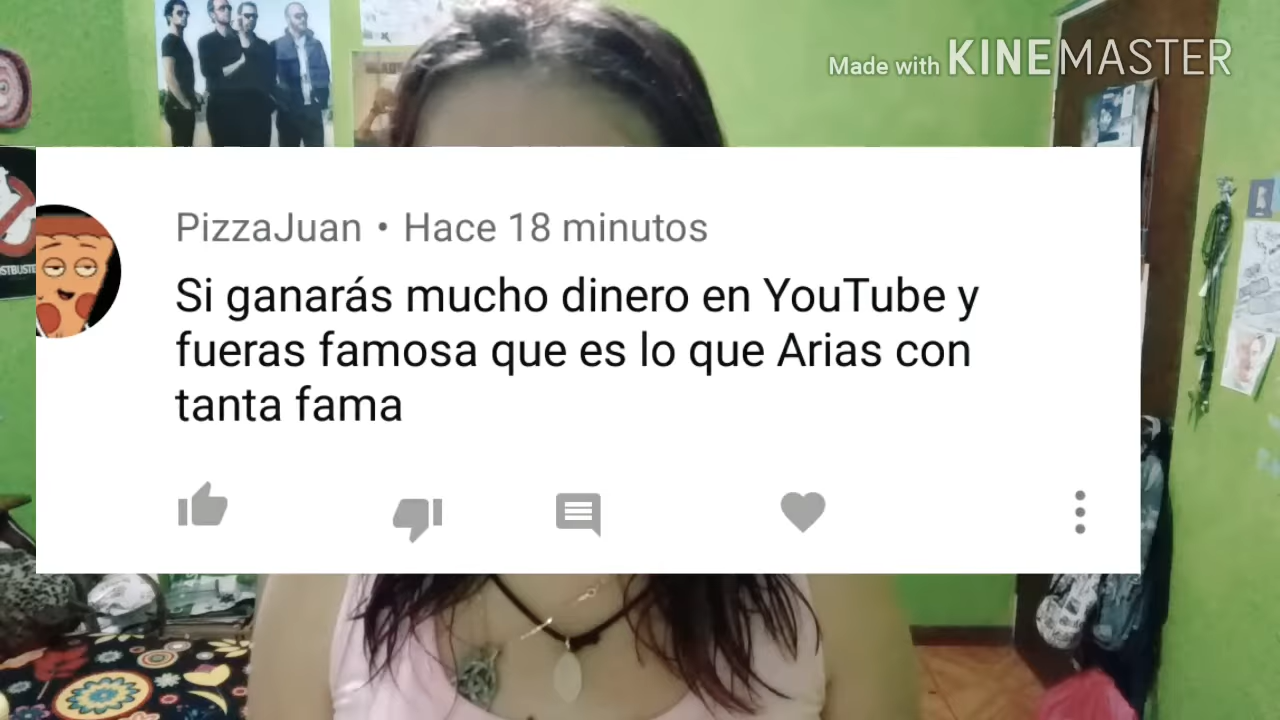 Made with KINEMASTER
PizzaJuan • Hace 18 minutos
Si ganarás mucho dinero en YouTube y
fueras famosa que es lo que Arias con
tanta fama